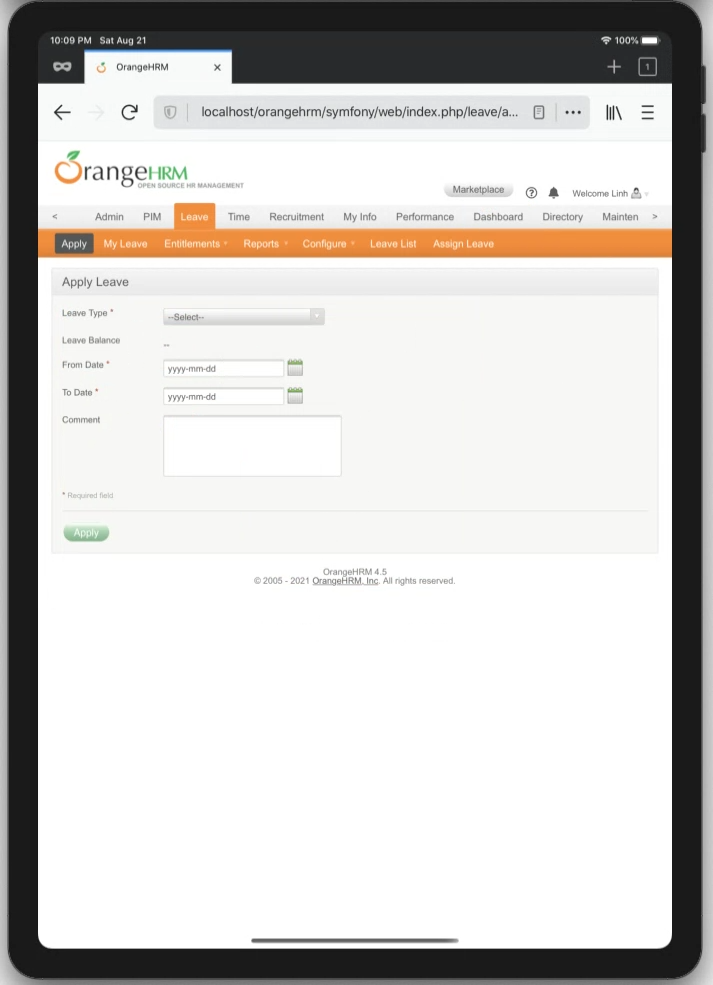 10:09 PM Sat Aug 21 100%
OrangeHRM
1
localhost/orangehrm/symfony/web/index.php/leave/a...
OrangeHRM
OPEN SOURCE HR MANAGEMENT
Marketplace ? Welcome Linh
< Admin PIM Leave Time Recruitment My Info Performance Dashboard Directory Mainten >
Apply My Leave Entitlements Reports Configure Leave List Assign Leave
Apply Leave
Leave Type * --Select--
Leave Balance --
From Date * yyyy-mm-dd
To Date * yyyy-mm-dd
Comment
* Required field
Apply
OrangeHRM 4.5
© 2005 - 2021 OrangeHRM, Inc. All rights reserved.